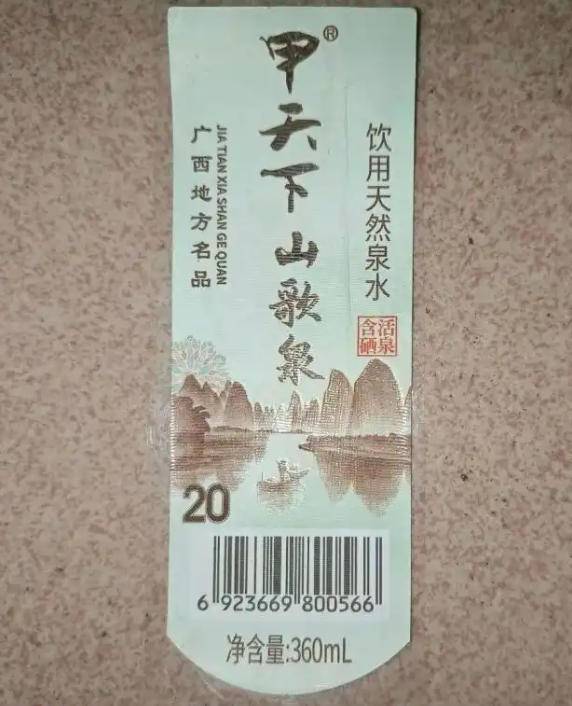 甲天下山歌泉®
饮用天然泉水
活泉
含硒
JIA TIAN XIA SHAN GE QUAN
广西地方名品
20
6 923669 800566
净含量:360mL